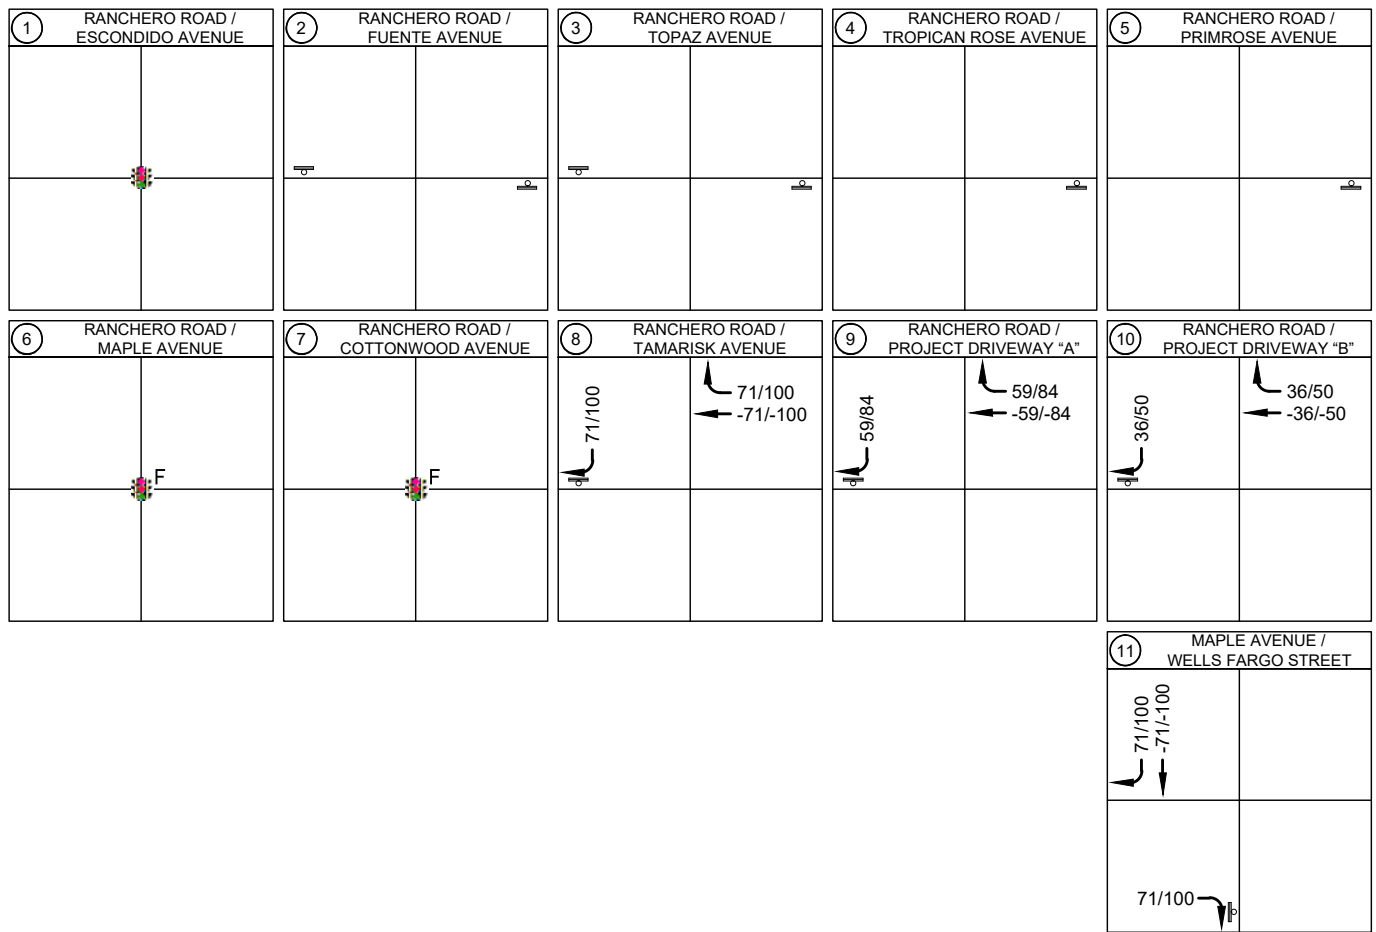 1
RANCHERO ROAD /
ESCONDIDO AVENUE
2
RANCHERO ROAD /
FUENTE AVENUE
3
RANCHERO ROAD /
TOPAZ AVENUE
4
RANCHERO ROAD /
TROPICAN ROSE AVENUE
5
RANCHERO ROAD /
PRIMROSE AVENUE
6
RANCHERO ROAD /
MAPLE AVENUE
F
7
RANCHERO ROAD /
COTTONWOOD AVENUE
F
8
RANCHERO ROAD /
TAMARISK AVENUE
71/100
71/100
-71/-100
9
RANCHERO ROAD /
PROJECT DRIVEWAY “A”
59/84
59/84
-59/-84
10
RANCHERO ROAD /
PROJECT DRIVEWAY “B”
36/50
36/50
-36/-50
11
MAPLE AVENUE /
WELLS FARGO STREET
71/100
-71/-100
71/100